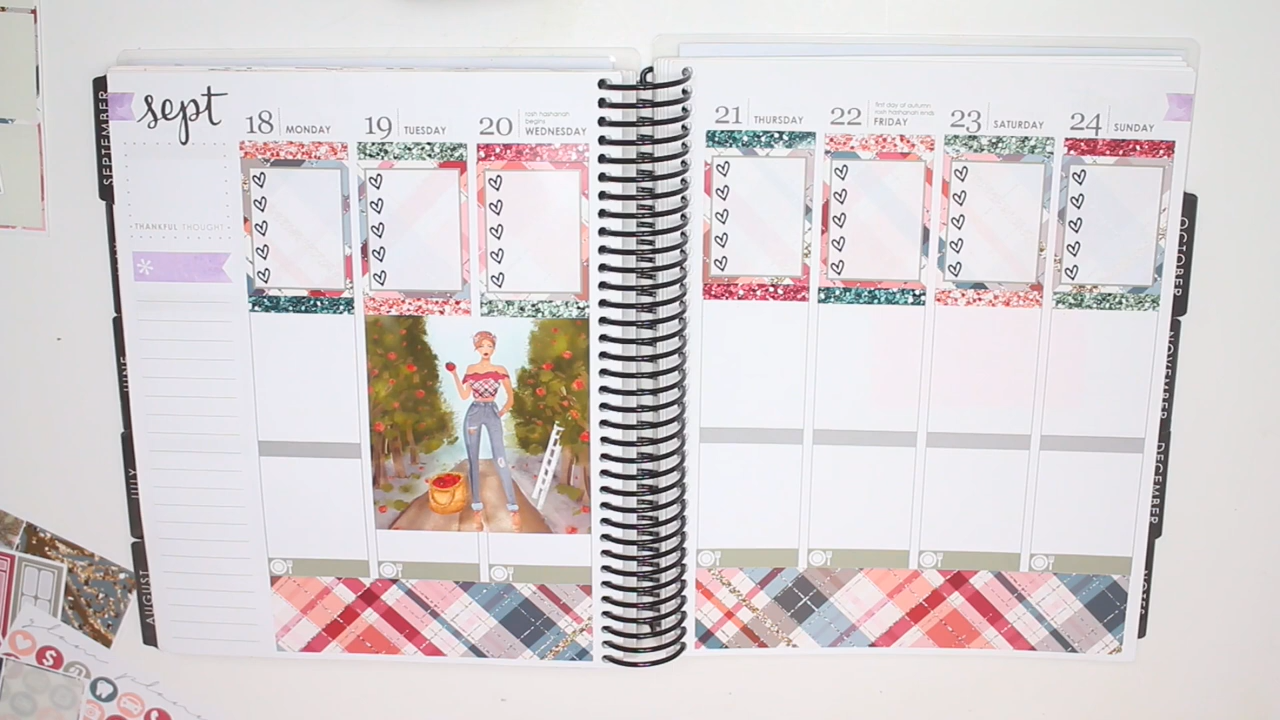 sept
THANKFUL THOUGHT
18 MONDAY
19 TUESDAY
rosh hashanah
begins
20 WEDNESDAY
21 THURSDAY
first day of autumn
rosh hashanah ends
22 FRIDAY
23 SATURDAY
24 SUNDAY
SEPTEMBER
JUNE
JULY
AUGUST
OCTOBER
NOVEMBER
DECEMBER
NOTES